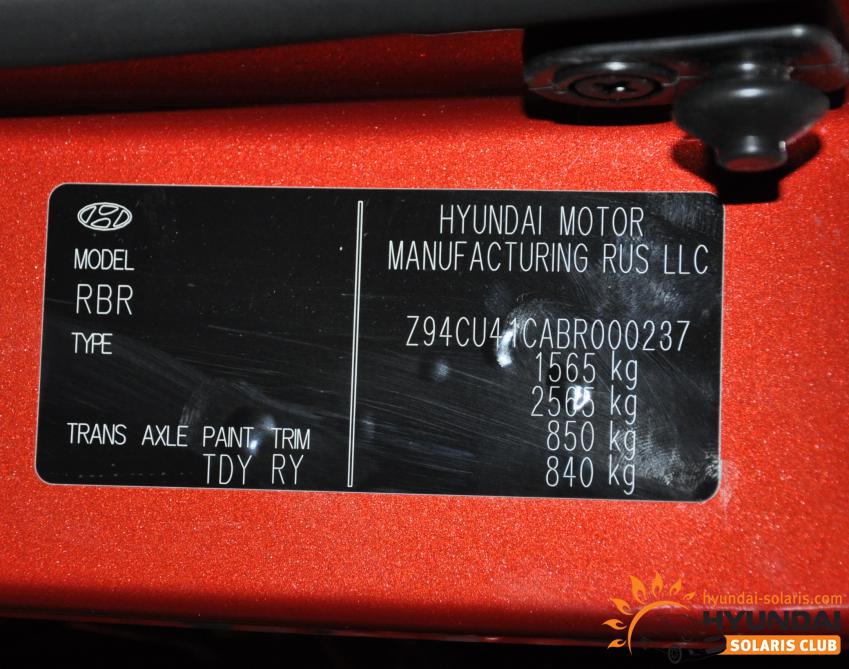 MODEL
RBR
TYPE
TRANS AXLE PAINT TRIM
TDY RY
HYUNDAI MOTOR
MANUFACTURING RUS LLC
Z94CU41CABR000237
1565 kg
2565 kg
850 kg
840 kg
hyundai-solaris.com
HYUNDAI
SOLARIS CLUB